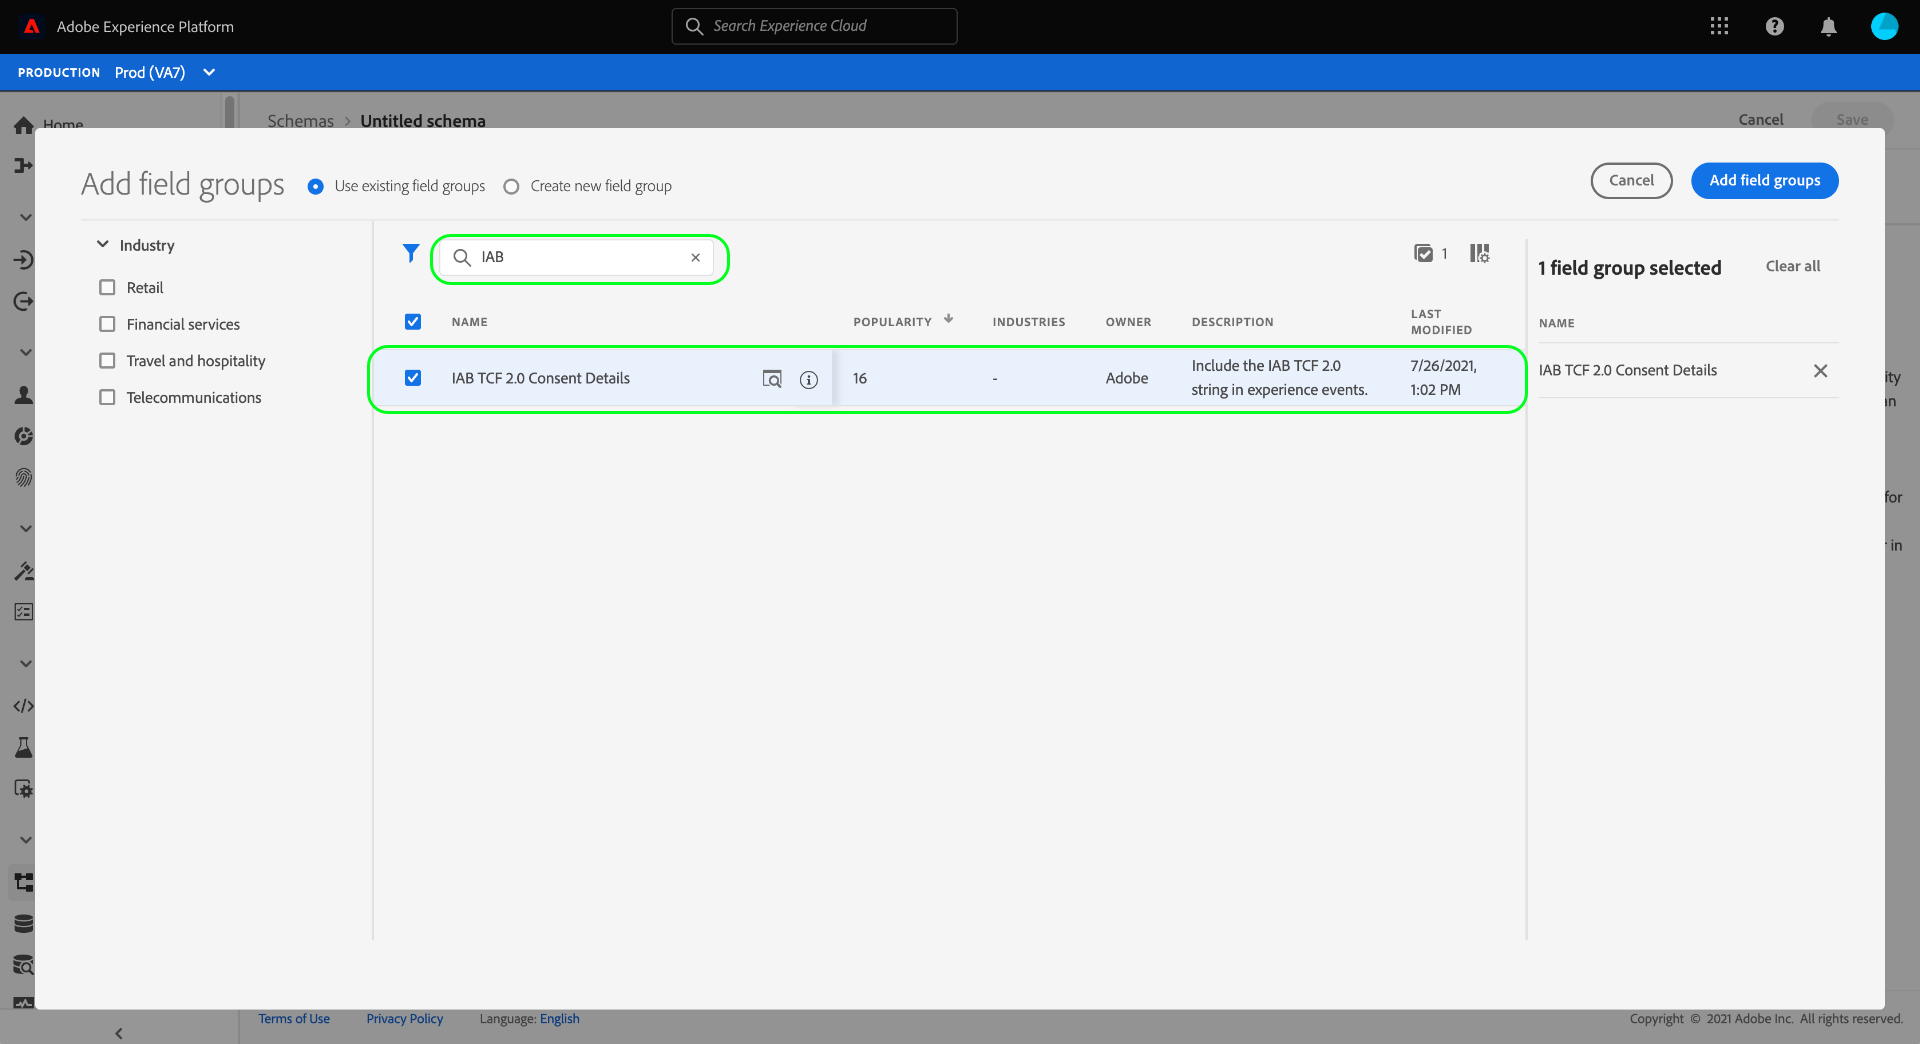 Adobe Experience Platform
Search Experience Cloud
PRODUCTION Prod (VA7)
Home
Schemas > Untitled schema
Cancel
Save
Add field groups
Use existing field groups
Create new field group
Cancel
Add field groups
Industry
Retail
Financial services
Travel and hospitality
Telecommunications
IAB
1
NAME
POPULARITY
INDUSTRIES
OWNER
DESCRIPTION
LAST
MODIFIED
IAB TCF 2.0 Consent Details
16
-
Adobe
Include the IAB TCF 2.0
string in experience events.
7/26/2021,
1:02 PM
1 field group selected
Clear all
NAME
IAB TCF 2.0 Consent Details
ity
an
for
r in
Terms of Use
Privacy Policy
Language: English
Copyright © 2021 Adobe Inc. All rights reserved.